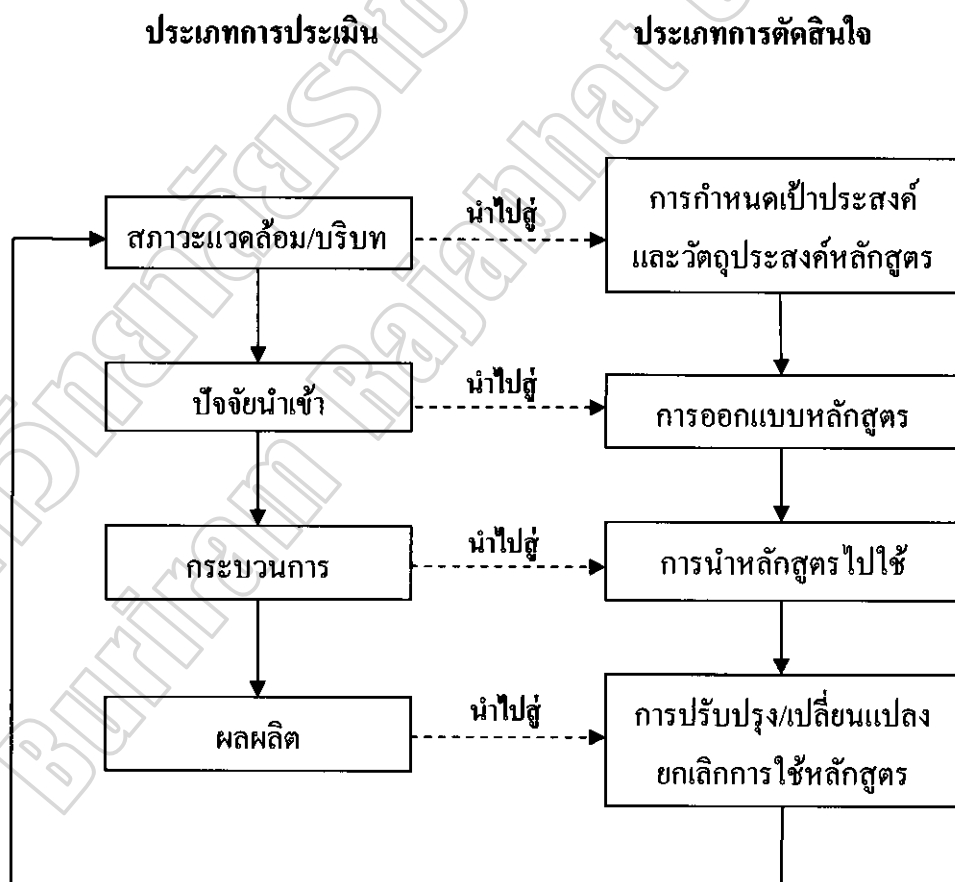 ประเภทการประเมิน ประเภทการตัดสินใจ
สภาวะแวดล้อม/บริบท
นำไปสู่
การกำหนดเป้าประสงค์
และวัตถุประสงค์หลักสูตร
ปัจจัยนำเข้า
นำไปสู่
การออกแบบหลักสูตร
กระบวนการ
นำไปสู่
การนำหลักสูตรไปใช้
ผลผลิต
นำไปสู่
การปรับปรุง/เปลี่ยนแปลง
ยกเลิกการใช้หลักสูตร
Buriram Rajabhat